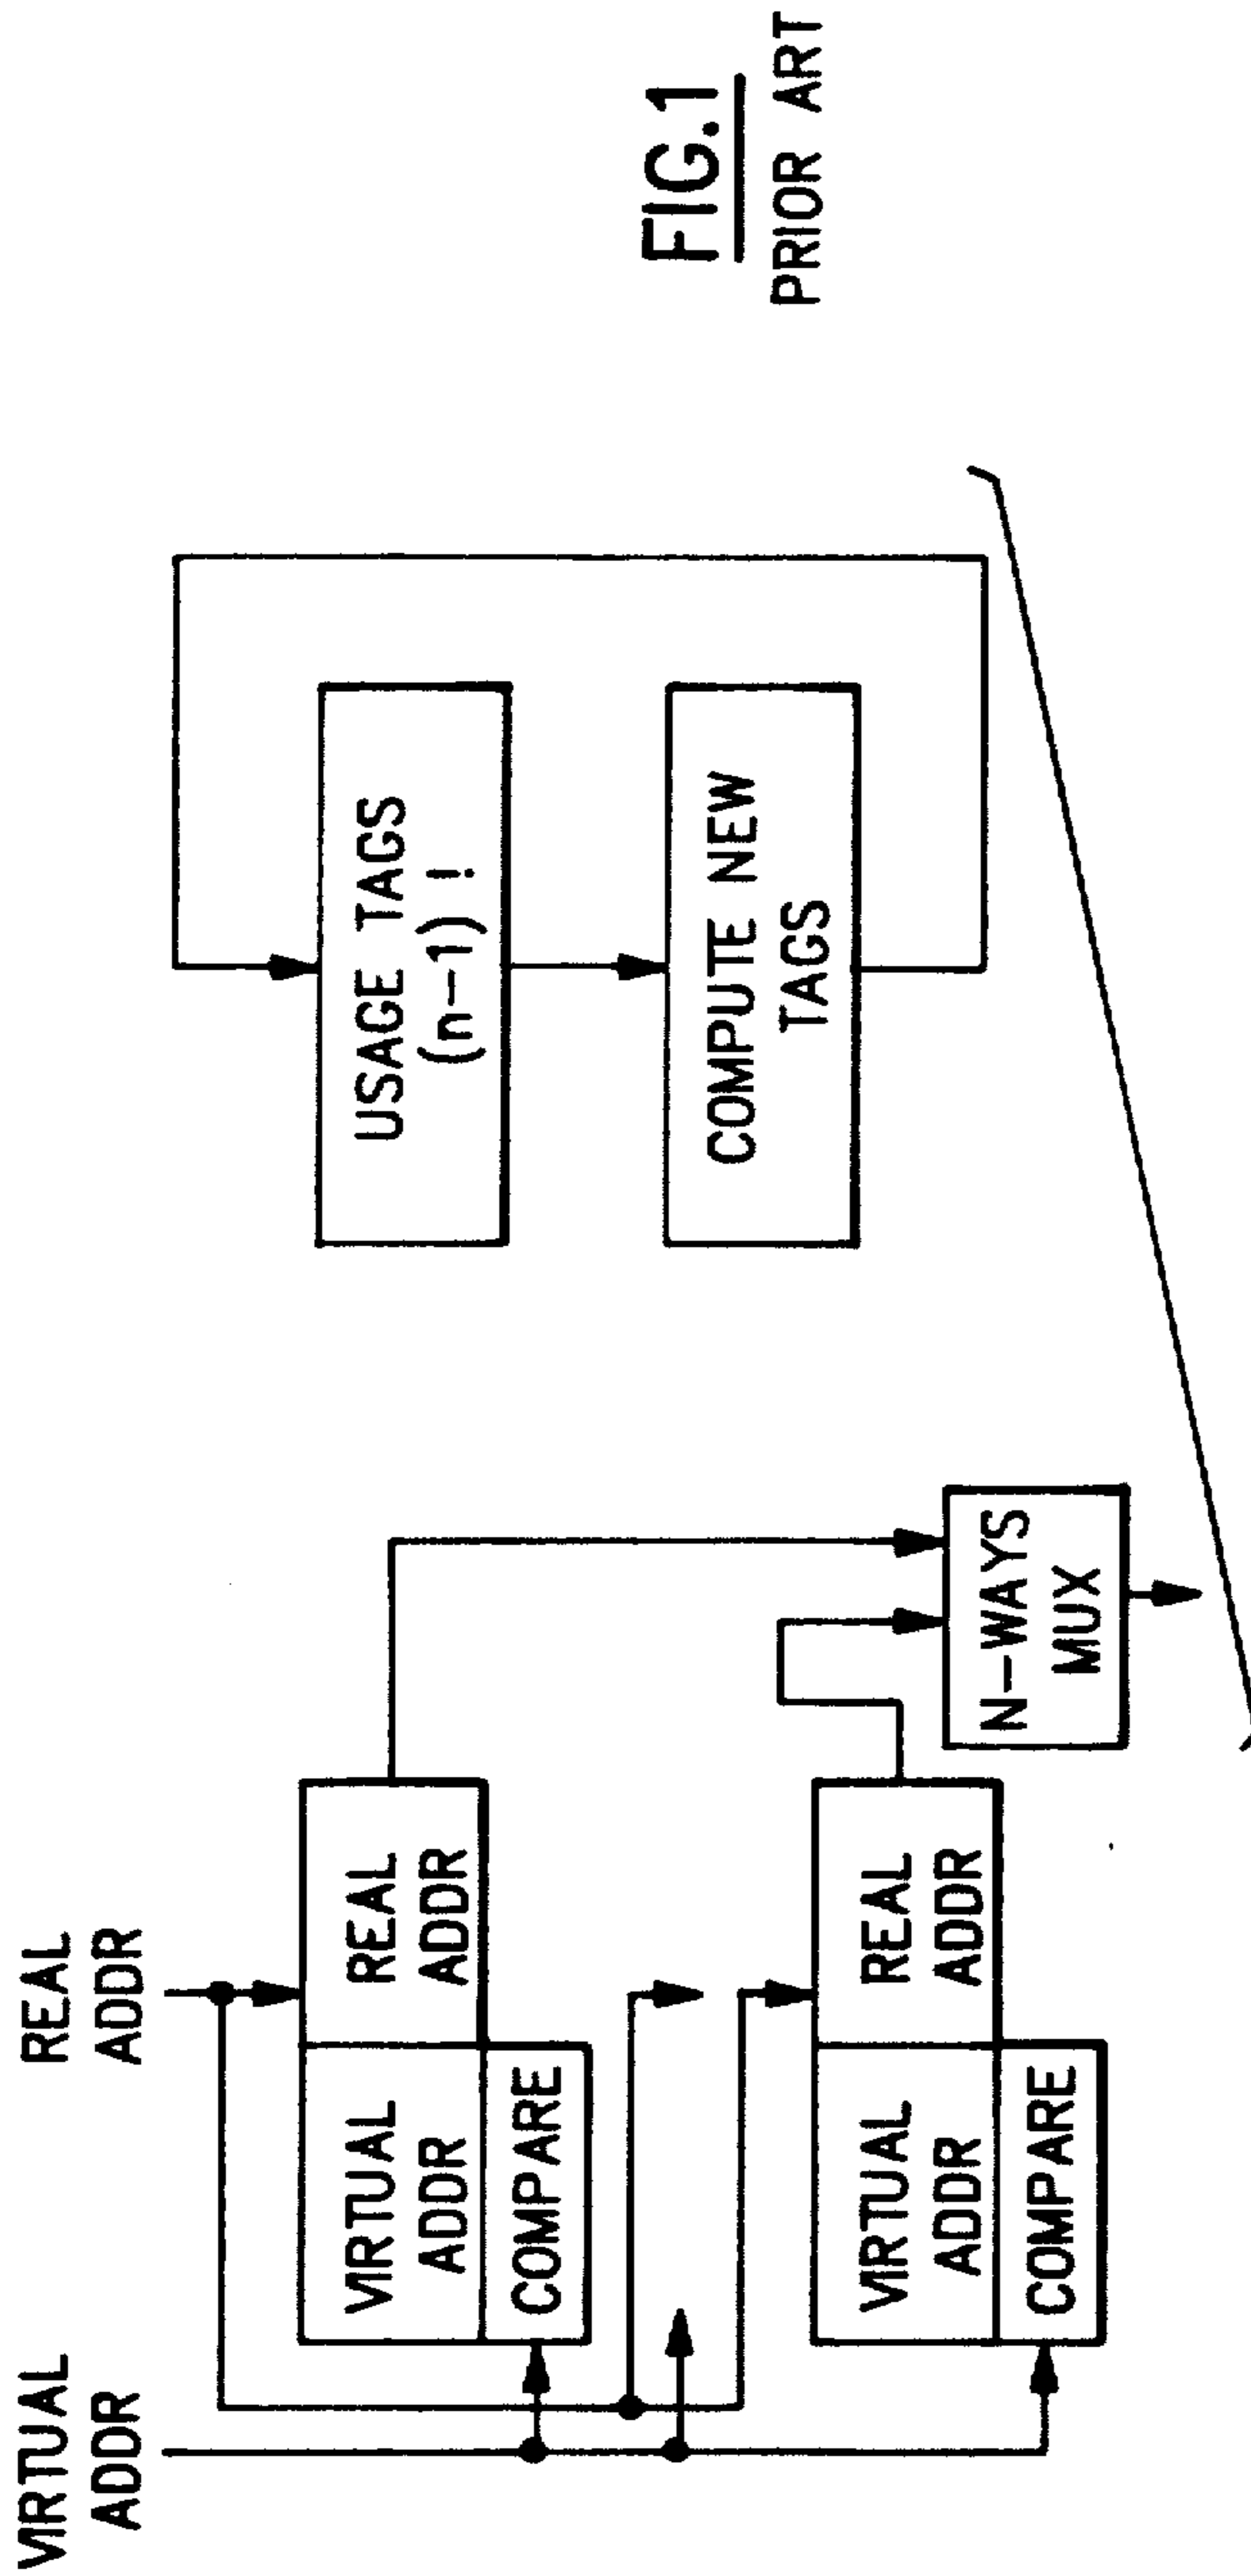 VIRTUAL
ADDR
REAL
ADDR
VIRTUAL
ADDR
REAL
ADDR
COMPARE
VIRTUAL
ADDR
REAL
ADDR
COMPARE
N-WAYS
MUX
USAGE TAGS
(n-1) !
COMPUTE NEW
TAGS
FIG.1
PRIOR ART